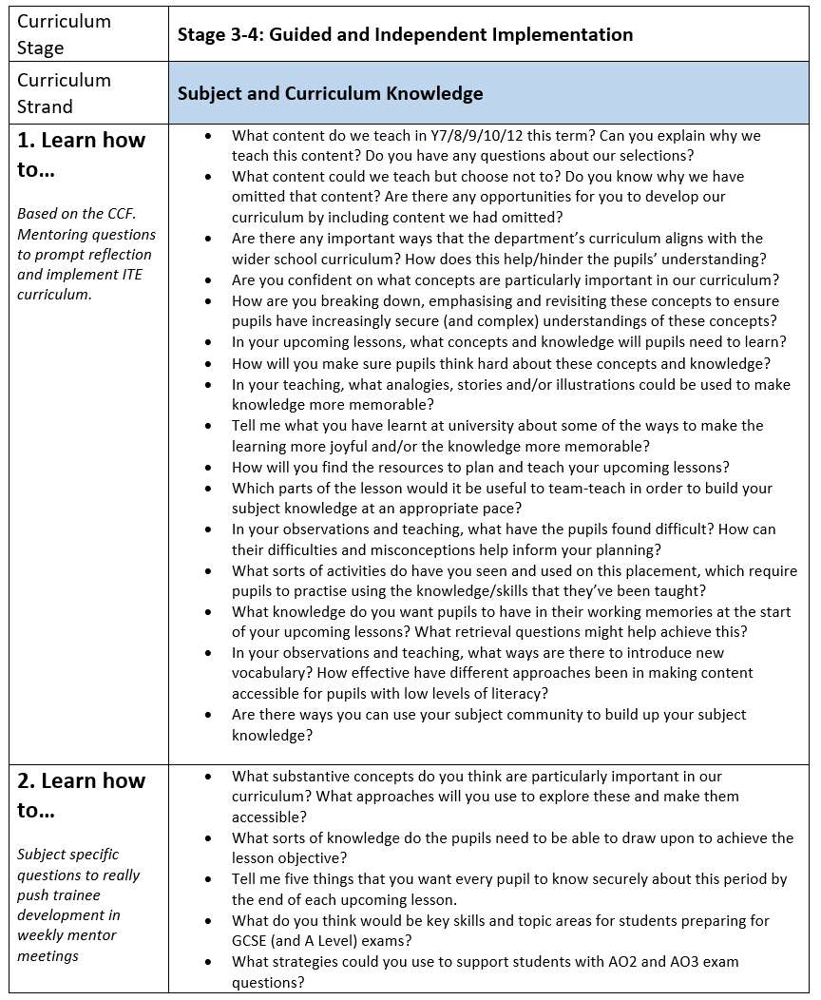 Curriculum
Stage
Stage 3-4: Guided and Independent Implementation
Curriculum
Strand
Subject and Curriculum Knowledge
1. Learn how
to…
Based on the CCF.
Mentoring questions
to prompt reflection
and implement ITE
curriculum.
• What content do we teach in Y7/8/9/10/12 this term? Can you explain why we
teach this content? Do you have any questions about our selections?
• What content could we teach but choose not to? Do you know why we have
omitted that content? Are there any opportunities for you to develop our
curriculum by including content we had omitted?
• Are there any important ways that the department’s curriculum aligns with the
wider school curriculum? How does this help/hinder the pupils’ understanding?
• Are you confident on what concepts are particularly important in our curriculum?
• How are you breaking down, emphasising and revisiting these concepts to ensure
pupils have increasingly secure (and complex) understandings of these concepts?
• In your upcoming lessons, what concepts and knowledge will pupils need to learn?
• How will you make sure pupils think hard about these concepts and knowledge?
• In your teaching, what analogies, stories and/or illustrations could be used to make
knowledge more memorable?
• Tell me what you have learnt at university about some of the ways to make the
learning more joyful and/or the knowledge more memorable?
• How will you find the resources to plan and teach your upcoming lessons?
• Which parts of the lesson would it be useful to team-teach in order to build your
subject knowledge at an appropriate pace?
• In your observations and teaching, what have the pupils found difficult? How can
their difficulties and misconceptions help inform your planning?
• What sorts of activities do have you seen and used on this placement, which require
pupils to practise using the knowledge/skills that they’ve been taught?
• What knowledge do you want pupils to have in their working memories at the start
of your upcoming lessons? What retrieval questions might help achieve this?
• In your observations and teaching, what ways are there to introduce new
vocabulary? How effective have different approaches been in making content
accessible for pupils with low levels of literacy?
• Are there ways you can use your subject community to build up your subject
knowledge?
2. Learn how
to…
Subject specific
questions to really
push trainee
development in
weekly mentor
meetings
• What substantive concepts do you think are particularly important in our
curriculum? What approaches will you use to explore these and make them
accessible?
• What sorts of knowledge do the pupils need to be able to draw upon to achieve the
lesson objective?
• Tell me five things that you want every pupil to know securely about this period by
the end of each upcoming lesson.
• What do you think would be key skills and topic areas for students preparing for
GCSE (and A Level) exams?
• What strategies could you use to support students with AO2 and AO3 exam
questions?